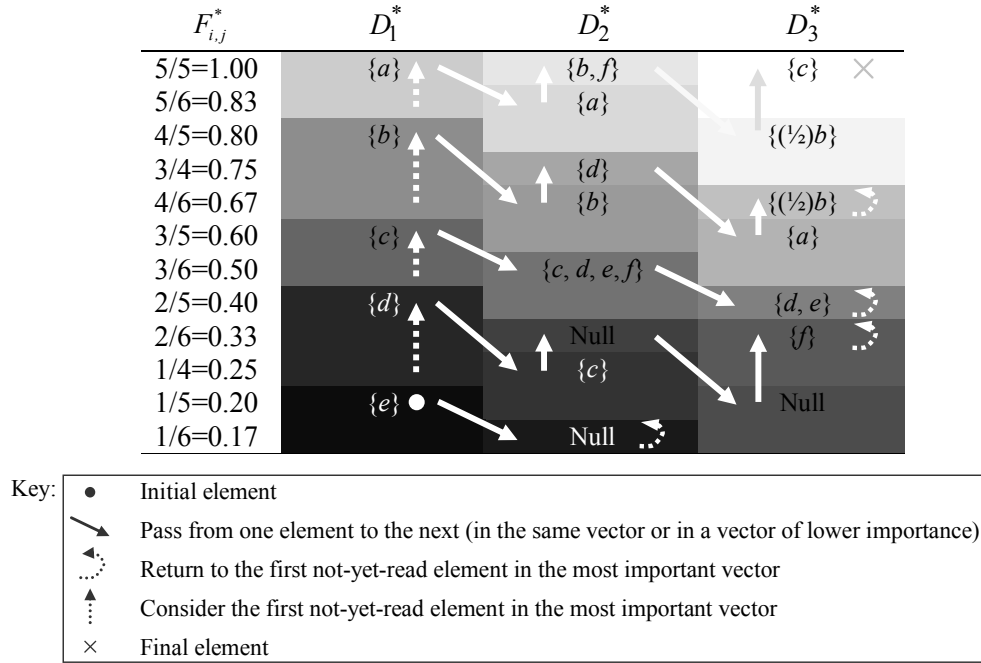 F*i,j D*1 D*2 D*3
5/5=1.00 {a} {b, f} {c} ×
5/6=0.83 {a}
4/5=0.80 {b} {(½)b}
3/4=0.75 {d}
4/6=0.67 {b} {(½)b}
3/5=0.60 {c} {a}
3/6=0.50 {c, d, e, f}
2/5=0.40 {d} {d, e}
2/6=0.33 Null {f}
1/4=0.25 {c}
1/5=0.20 {e} Null
1/6=0.17 Null
Key:
Initial element
Pass from one element to the next (in the same vector or in a vector of lower importance)
Return to the first not-yet-read element in the most important vector
Consider the first not-yet-read element in the most important vector
× Final element